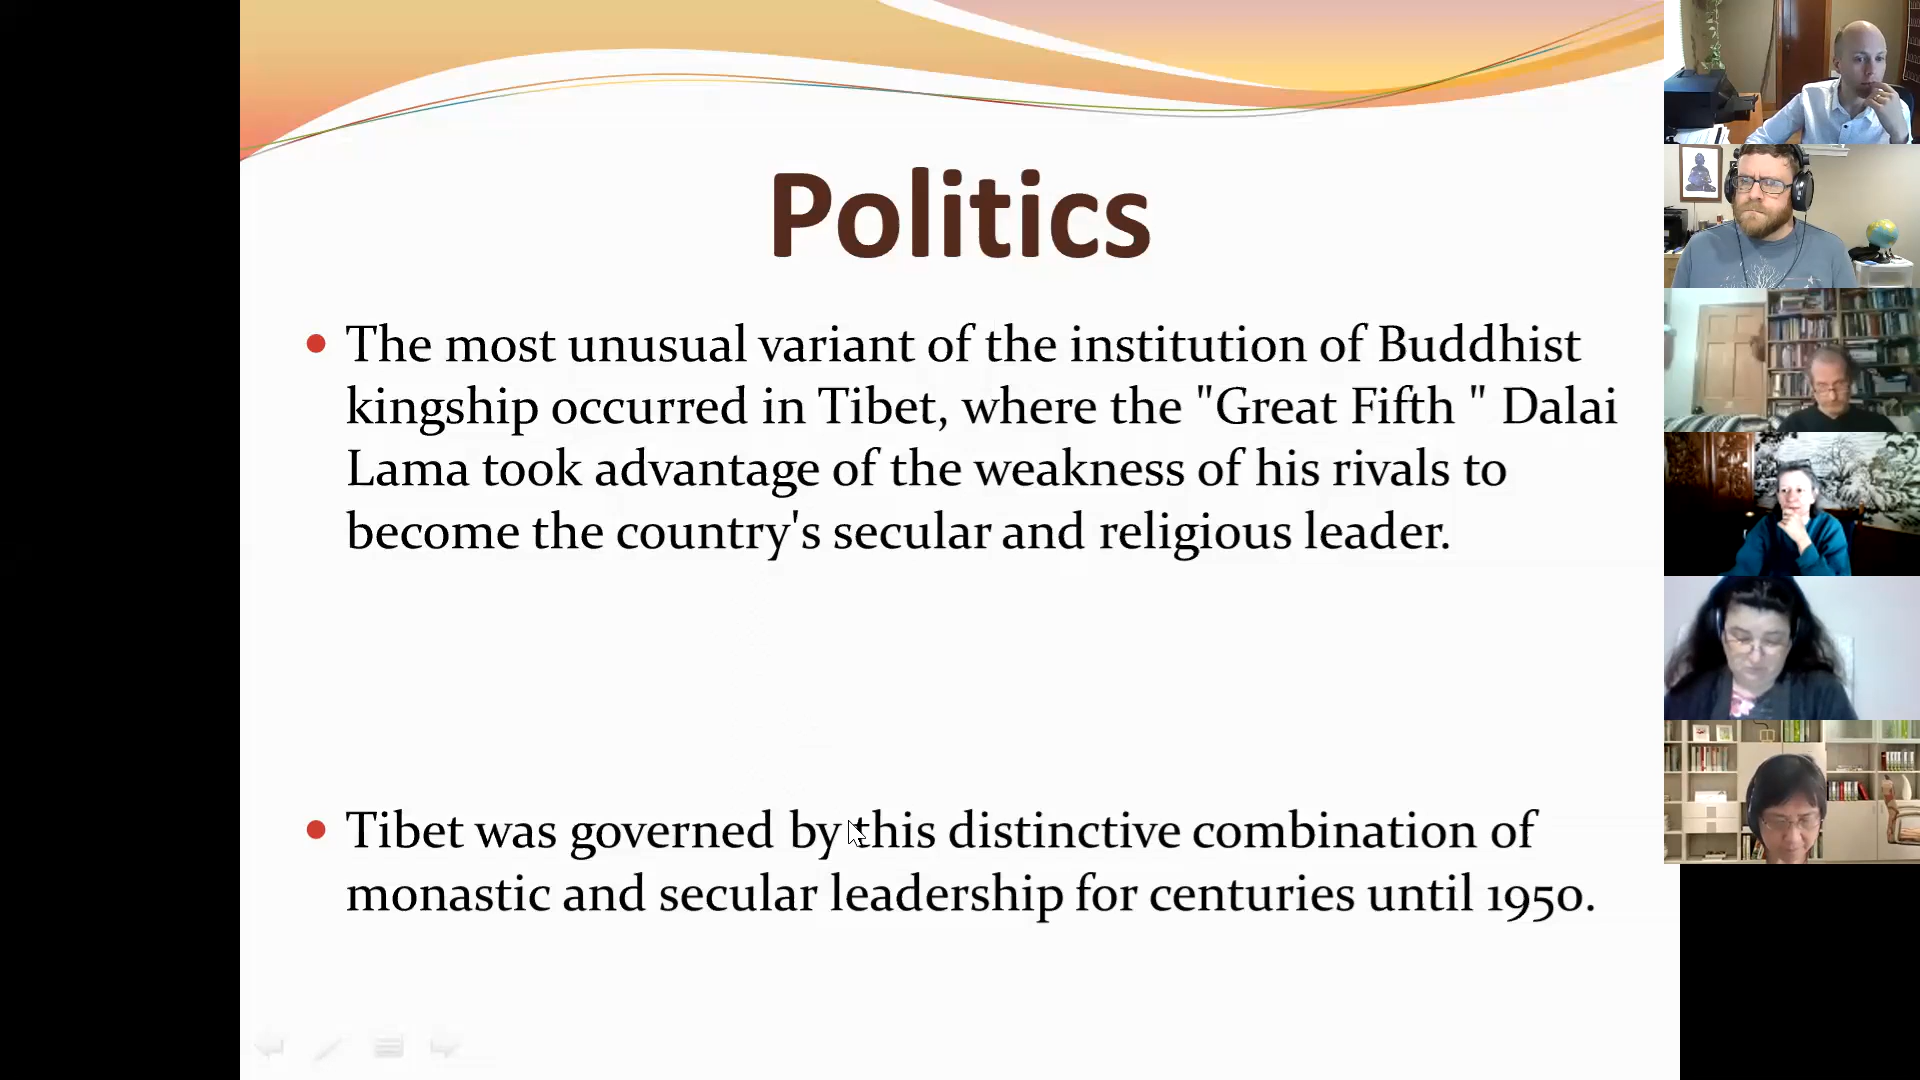 Politics
The most unusual variant of the institution of Buddhist
kingship occurred in Tibet, where the "Great Fifth " Dalai
Lama took advantage of the weakness of his rivals to
become the country's secular and religious leader.
Tibet was governed by this distinctive combination of
monastic and secular leadership for centuries until 1950.